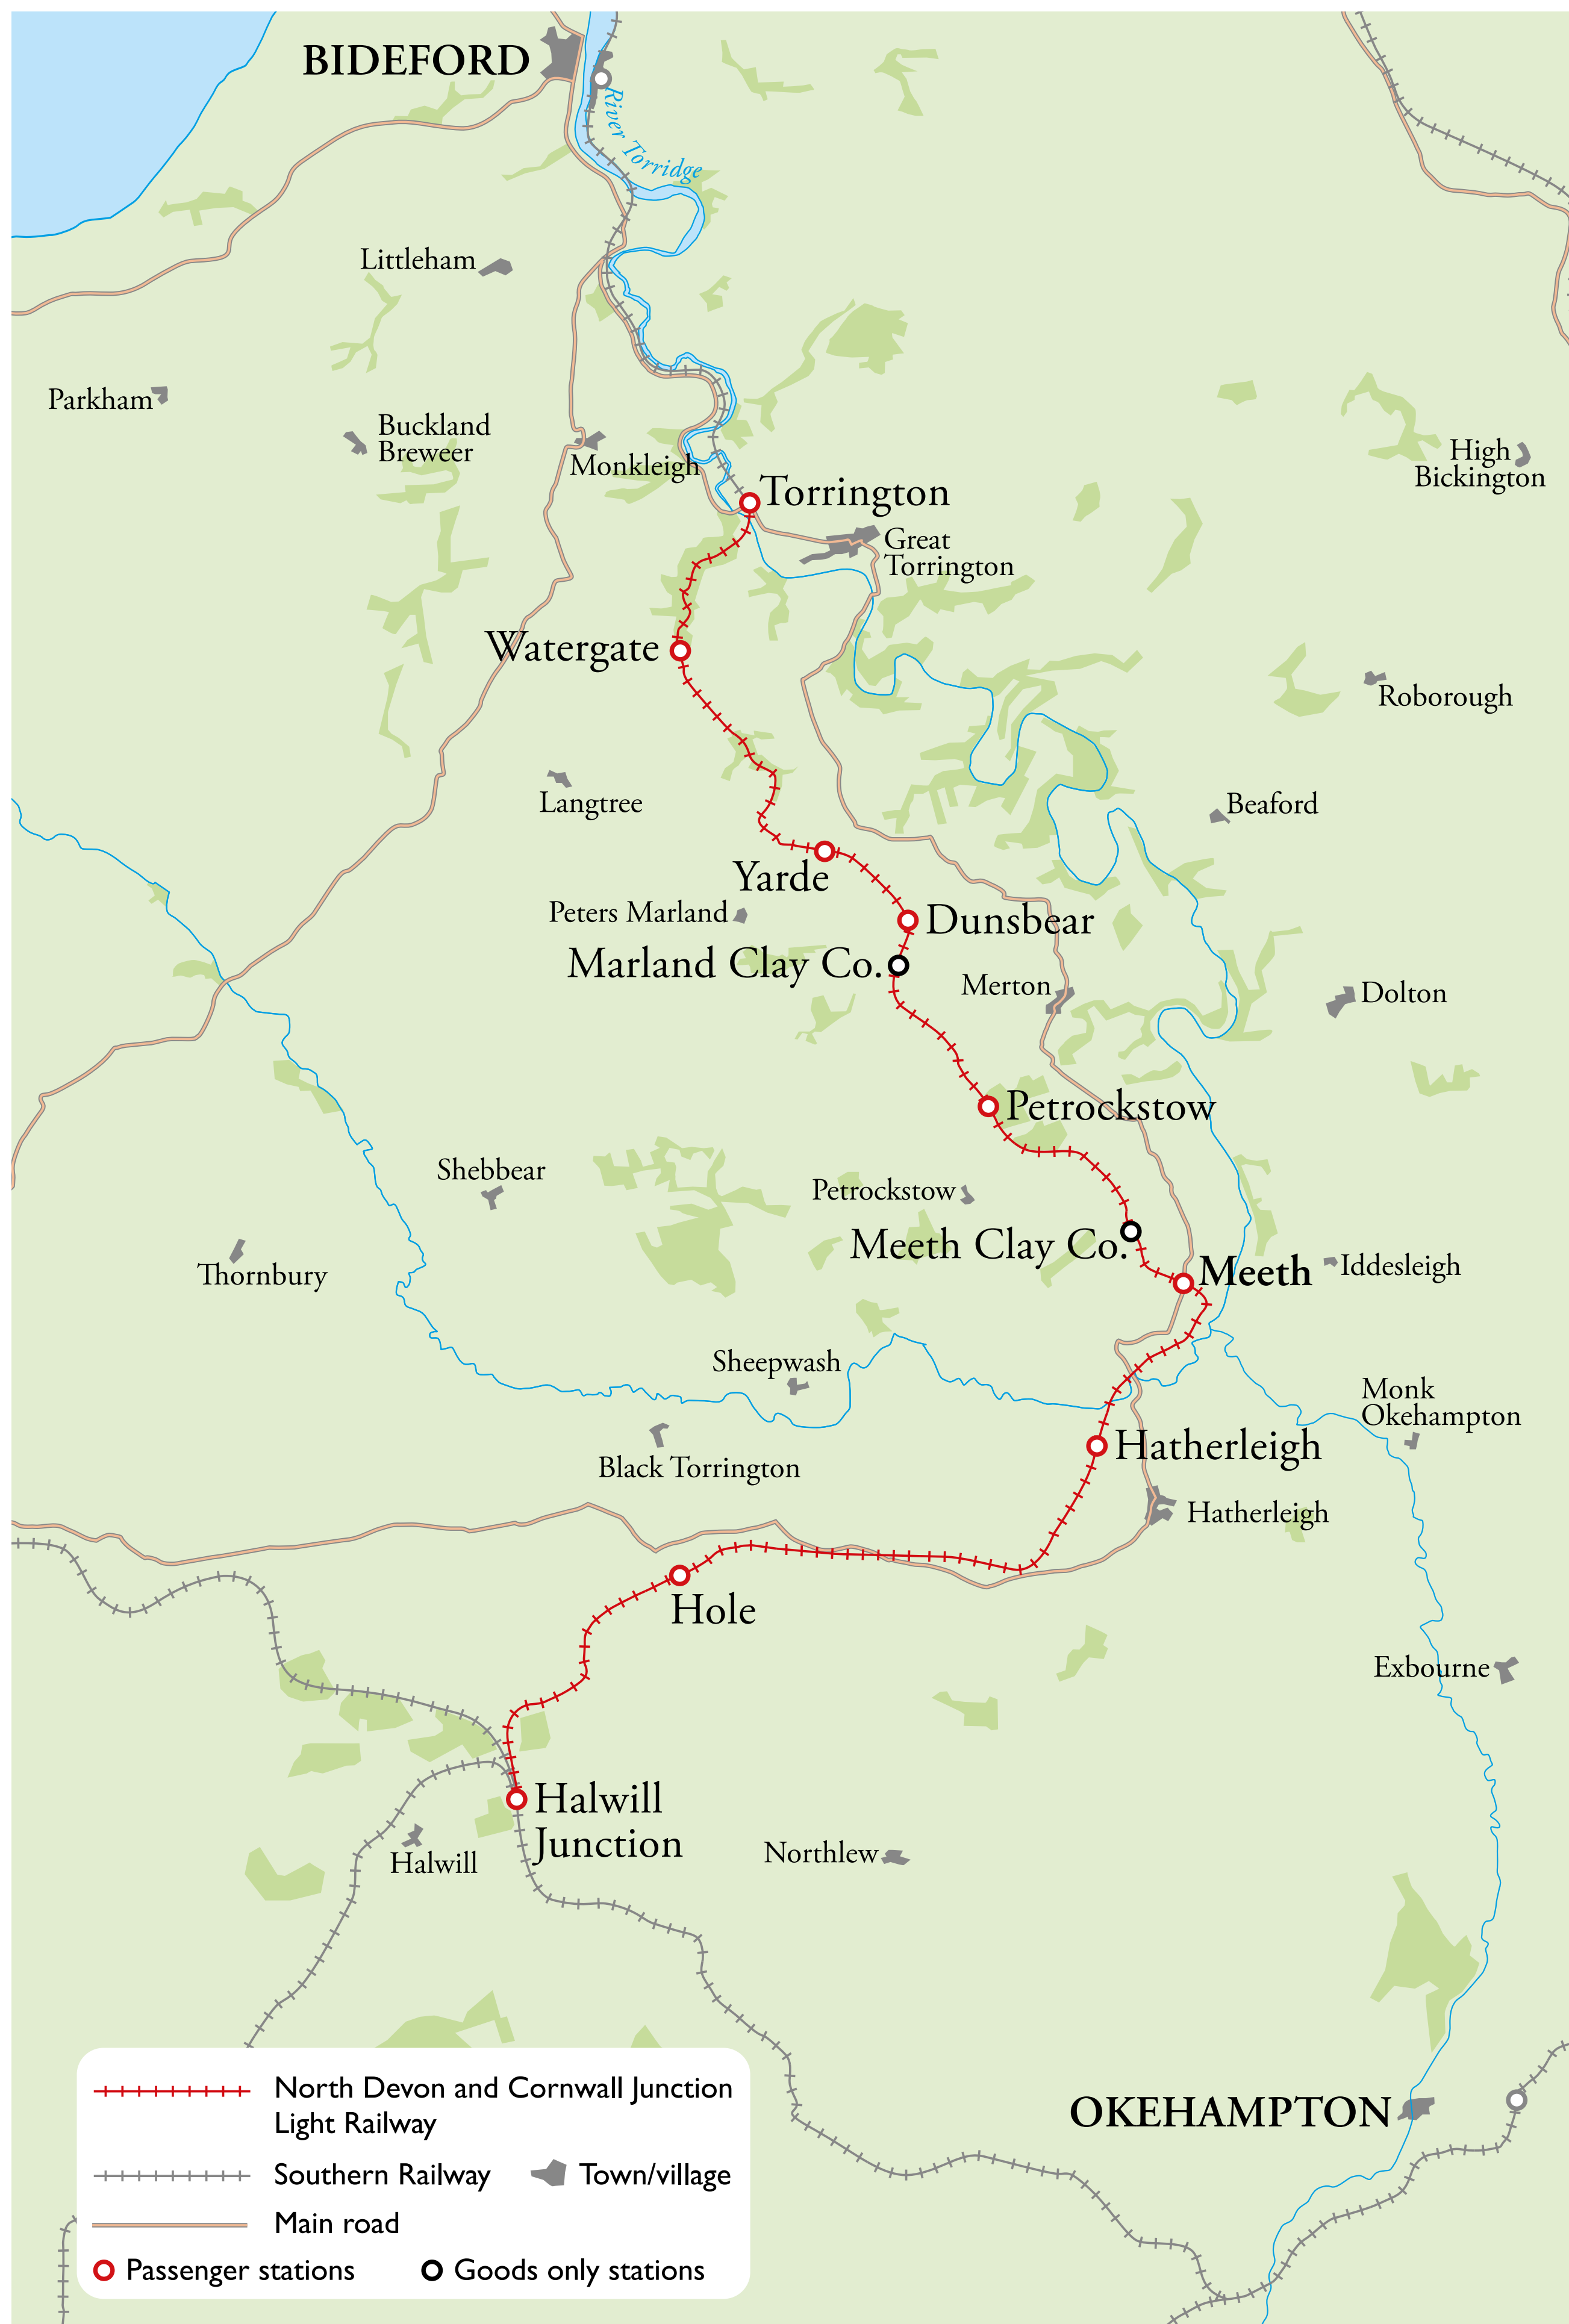 BIDEFORD
River Torridge
Littleham
Parkham
Buckland
Breweer
Monkleigh
High
Bickington
Torrington
Great
Torrington
Watergate
Roborough
Langtree
Beaford
Yarde
Peters Marland
Dunsbear
Marland Clay Co.
Merton
Dolton
Petrockstow
Shebbear
Petrockstow
Meeth Clay Co.
Meeth
Iddesleigh
Thornbury
Sheepwash
Monk
Okehampton
Hatherleigh
Black Torrington
Hatherleigh
Hole
Exbourne
Halwill
Junction
Halwill
Northlew
OKEHAMPTON
North Devon and Cornwall Junction
Light Railway
Southern Railway
Town/village
Main road
Passenger stations
Goods only stations